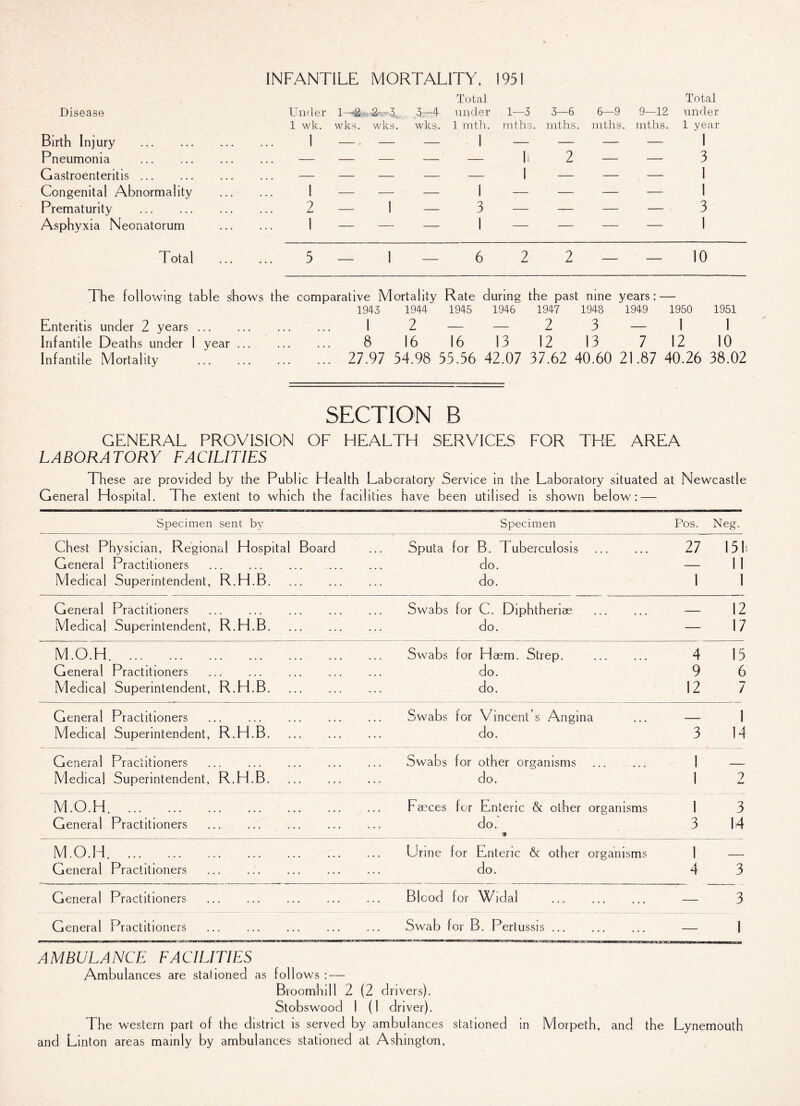 INFANTILE MORTALITY, 1951
Disease Under 1 wk. 1—2 wks. 2—3 wks. 3—4 wks. Total under 1 mth. 1—3 mths. 3—6 mths. 6—9 mths. 9—12 mths. Total under 1 year
Birth Injury ... ... ... ... 1 — — — 1 — — — — 1
Pneumonia ... ... ... ... — — — — — 1 2 — — 3
Gastroenteritis ... ... ... ... — — — — — 1 — — — 1
Congenital Abnormality ... ... 1 — — — 1 — — — — 1
Prematurity ... ... ... ... 2 — 1 — 3 — — — — 3
Asphyxia Neonatorum ... ... 1 — — — 1 — — — — 1
Total ... ... 5 — 1 — 6 2 2 — — 10
The following table shows the comparative Mortality Rate during the past nine years: —
1943 1944 1945 1946 1947 1948 1949 1950 1951
Enteritis under 2 years ... ... ... ... 1 2 — — 2 3 — 1 1
Infantile Deaths under 1 year ... ... ... 8 16 16 13 12 13 7 12 10
Infantile Mortality ... ... ... ... 27.97 54.98 55.56 42.07 37.62 40.60 21.87 40.26 38.02
SECTION B
GENERAL PROVISION OF HEALTH SERVICES FOR THE AREA
LABORATORY FACILITIES
These are provided by the Public Health Laboratory Service in the Laboratory situated at Newcastle
General Hospital. The extent to which the facilities have been utilised is shown below: —
Specimen sent by Specimen Pos. Neg.
Chest Physician, Regional Hospital Board ... Sputa for B. Tuberculosis ... ... 27 151
General Practitioners ... ... ... ... ... do. — 11
Medical Superintendent, R.H.B. ... ... ... do. 1 1
General Practitioners ... ... ... ... ... Swabs for C. Diphtheriæ ... ... — 12
Medical Superintendent, R.H.B. ... ... ... do. — 17
M.O.H. ... ... ... ... ... ... ... Swabs for Hæm. Strep. ... ... 4 15
General Practitioners ... ... ... ... ... do. 9 6
Medical Superintendent, R.H.B. ... ... ... do. 12 7
General Practitioners ... ... ... ... ... Swabs for Vincent's Angina ... — 1
Medical Superintendent, R.H.B. ... ... ... do. 3 14
General Practitioners ... ... ... ... ... Swabs for other organisms ... ... 1 —
Medical Superintendent, R.H.B. ... ... ... do. 1 2
M.O.H. ... ... ... ... ... ... ... Fæces for Enteric & other organisms 1 3
General Practitioners ... ... ... ... ... do. 3 14
M.O.H. ... ... ... ... ... ... ... Urine for Enteric & other organisms 1 —
General Practitioners ... ... ... ... ... do. 4 3
General Practitioners ... ... ... ... ... Blood for Widal ... ... ... — 3
General Practitioners ... ... ... ... ... Swab for B. Pertussis ... ... ... — 1
AMBULANCE FACILITIES
Ambulances are stationed as follows : —
Broomhill 2 (2 drivers).
Stobswood 1 (1 driver).
The western part of the district is served by ambulances stationed in Morpeth, and the Lynemouth
and Linton areas mainly by ambulances stationed at Ashington.